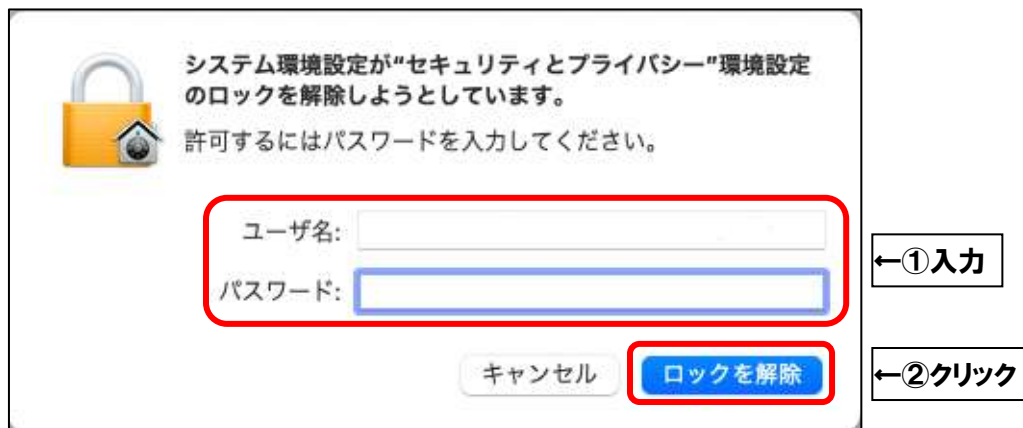 システム環境設定が“セキュリティとプライバシー”環境設定
のロックを解除しようとしています。
許可するにはパスワードを入力してください。
ユーザ名:
←①入力
パスワード:
キャンセル
ロックを解除
←②クリック